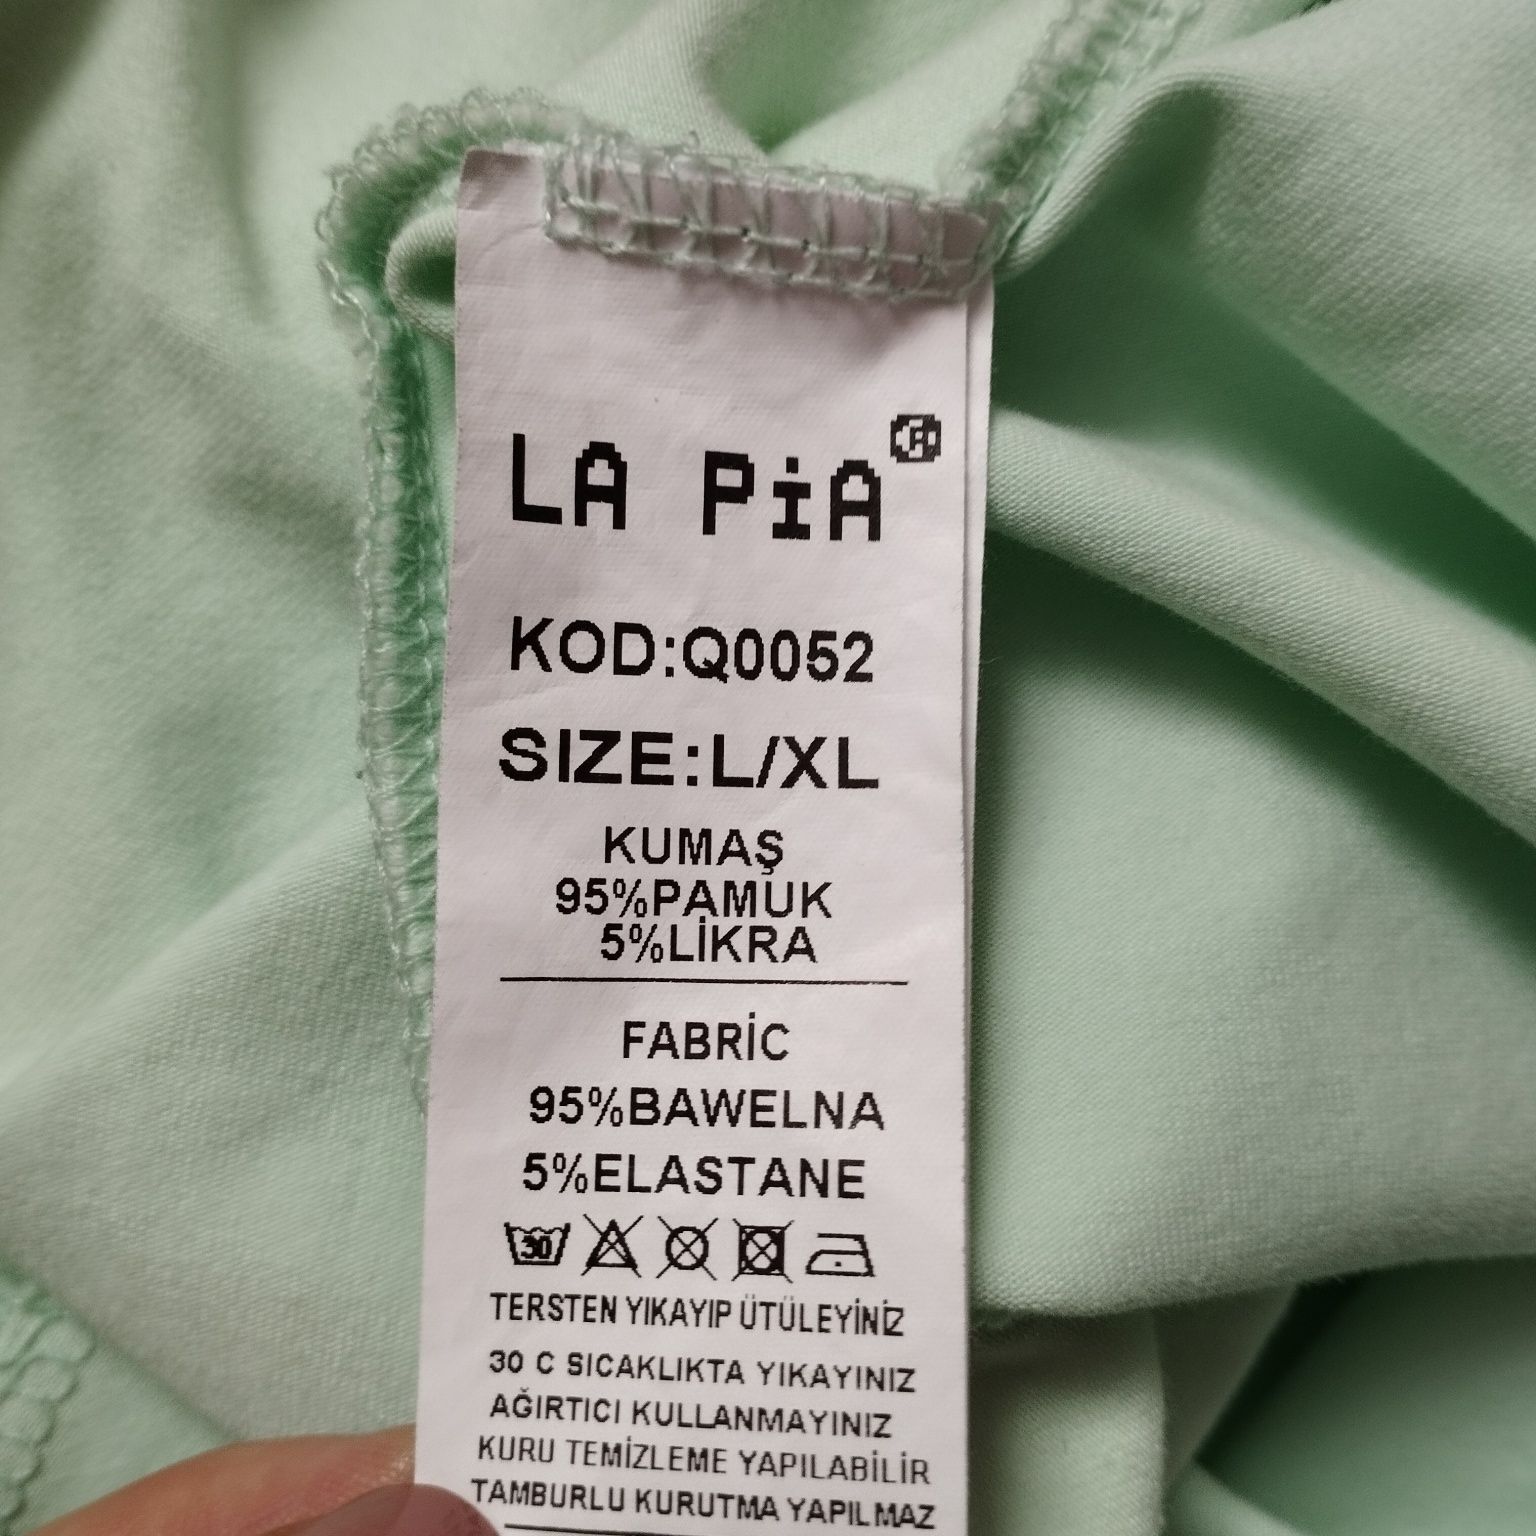 LA PİA®
KOD:Q0052
SIZE:L/XL
KUMAŞ
95%PAMUK
5%LİKRA
FABRİC
95%BAWELNA
5%ELASTANE
30
TERSTEN YIKAYIP ÜTÜLEYİNİZ
30 C SICAKLIKTA YIKAYINIZ
AĞIRTICI KULLANMAYINIZ
KURU TEMİZLEME YAPILABİLİR
TAMBURLU KURUTMA YAPILMAZ